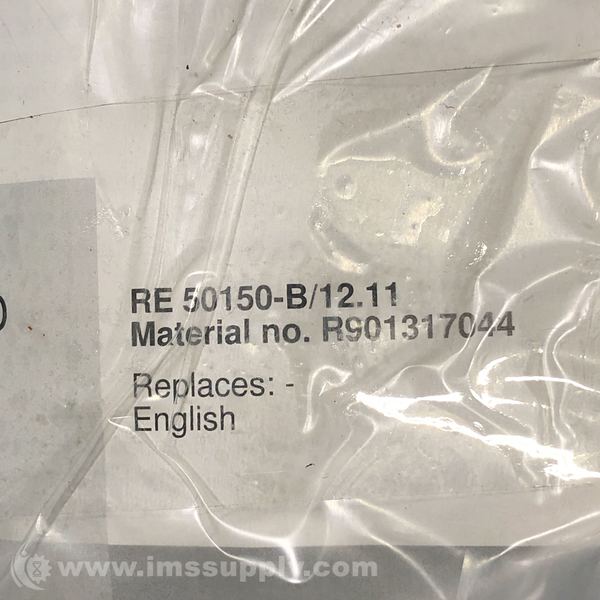 RE 50150-B/12.11
Material no. R901317044
Replaces: -
English
www.imssupply.com